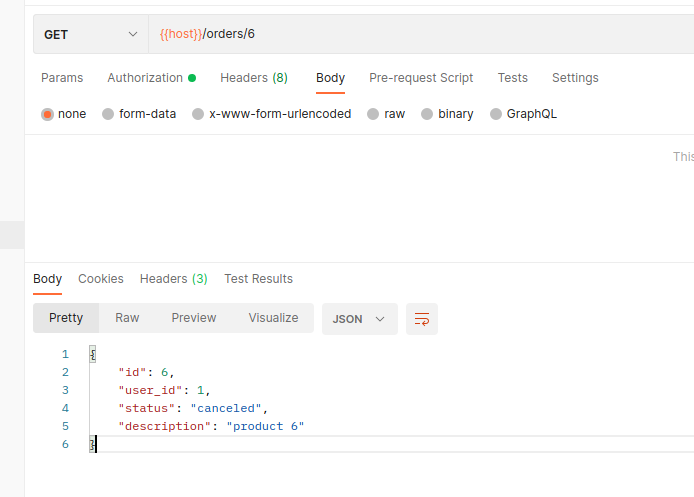 GET {{host}}/orders/6
Params Authorization Headers (8) Body Pre-request Script Tests Settings
none form-data x-www-form-urlencoded raw binary GraphQL
This
Body Cookies Headers (3) Test Results
Pretty Raw Preview Visualize JSON
1 {
2 "id": 6,
3 "user_id": 1,
4 "status": "canceled",
5 "description": "product 6"
6 }